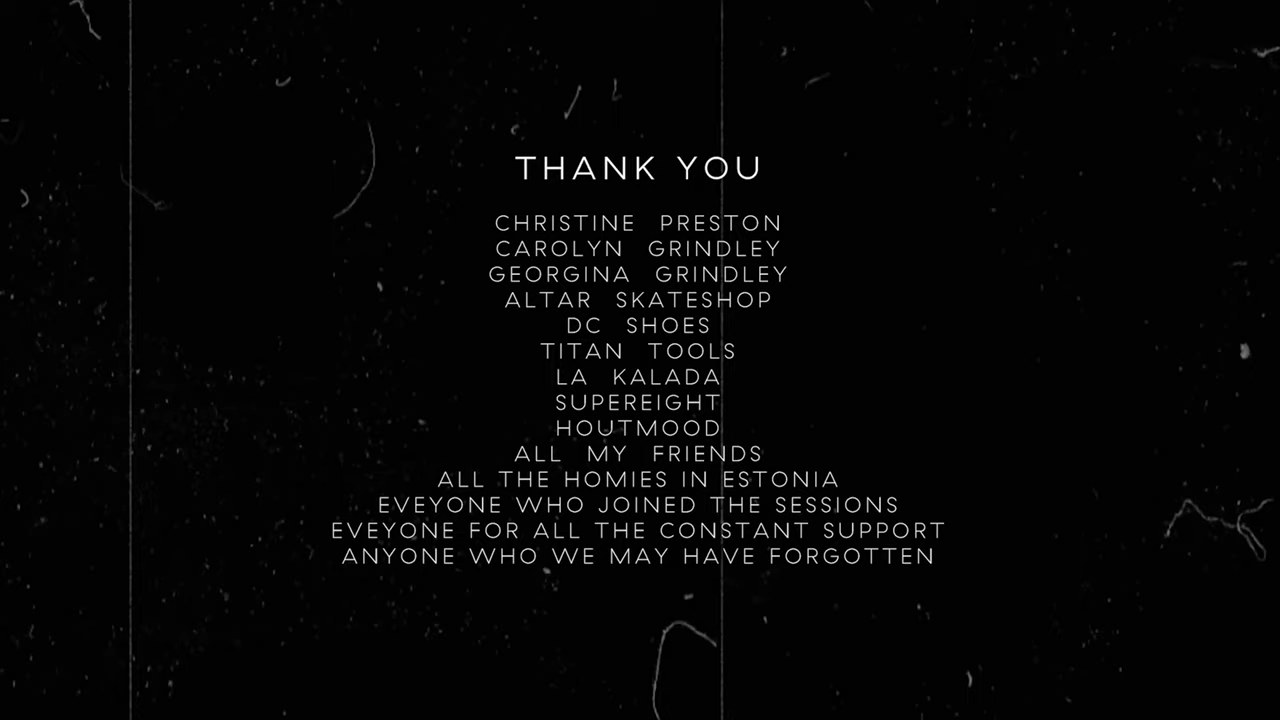 THANK YOU
CHRISTINE PRESTON
CAROLYN GRINDLEY
GEORGINA GRINDLEY
ALTAR SKATESHOP
DC SHOES
TITAN TOOLS
LA KALADA
SUPEREIGHT
HOUTMOOD
ALL MY FRIENDS
ALL THE HOMIES IN ESTONIA
EVEYONE WHO JOINED THE SESSIONS
EVEYONE FOR ALL THE CONSTANT SUPPORT
ANYONE WHO WE MAY HAVE FORGOTTEN